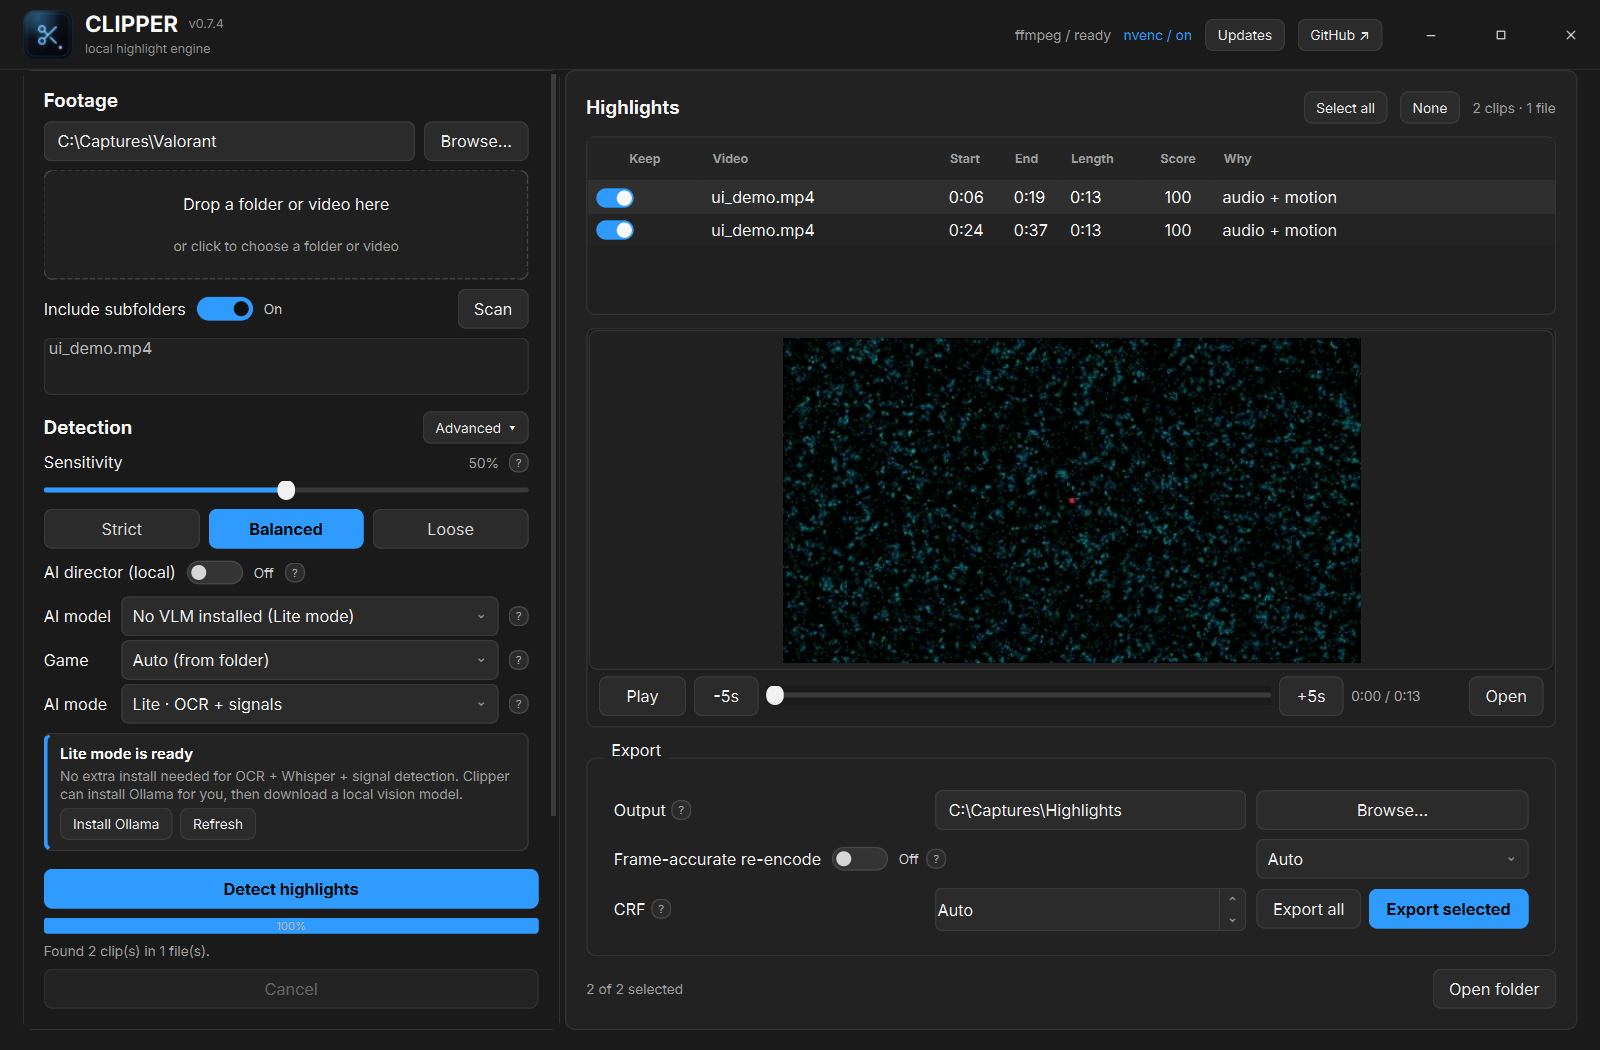 CLIPPER v0.7.4
local highlight engine
ffmpeg / ready nvenc / on Updates GitHub ↗
Footage
C:\Captures\Valorant Browse...
Drop a folder or video here
or click to choose a folder or video
Include subfolders On Scan
ui_demo.mp4
Detection Advanced ▾
Sensitivity 50% ?
Strict Balanced Loose
AI director (local) Off ?
AI model No VLM installed (Lite mode) ?
Game Auto (from folder) ?
AI mode Lite · OCR + signals ?
Lite mode is ready
No extra install needed for OCR + Whisper + signal detection. Clipper
can install Ollama for you, then download a local vision model.
Install Ollama Refresh
Detect highlights
100%
Found 2 clip(s) in 1 file(s).
Cancel
Highlights Select all None 2 clips · 1 file
Keep Video Start End Length Score Why
ui_demo.mp4 0:06 0:19 0:13 100 audio + motion
ui_demo.mp4 0:24 0:37 0:13 100 audio + motion
Play -5s +5s 0:00 / 0:13 Open
Export
Output ? C:\Captures\Highlights Browse...
Frame-accurate re-encode Off ? Auto
CRF ? Auto Export all Export selected
2 of 2 selected Open folder